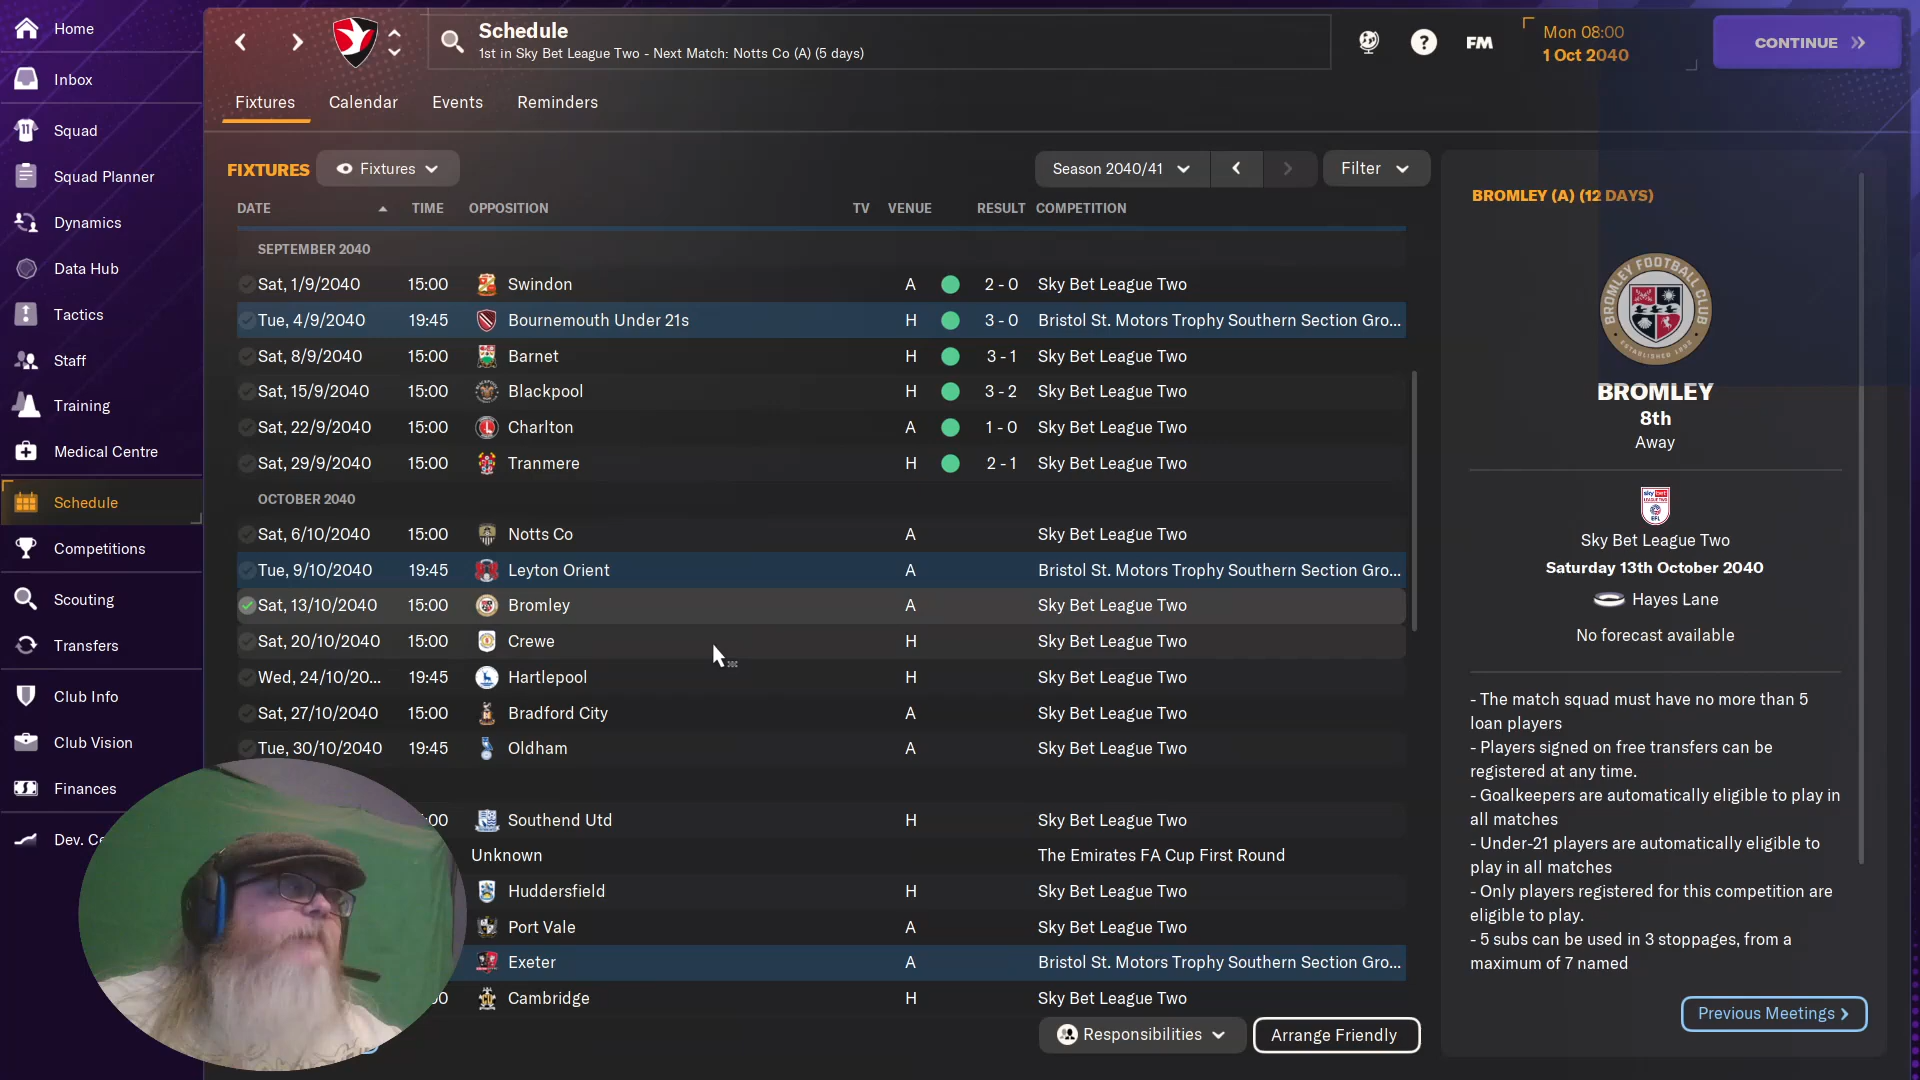 Home
Inbox
Squad
Squad Planner
Dynamics
Data Hub
Tactics
Staff
Training
Medical Centre
Schedule
Competitions
Scouting
Transfers
Club Info
Club Vision
Finances
Dev. Ce
Schedule
1st in Sky Bet League Two - Next Match: Notts Co (A) (5 days)
?
FM
Mon 08:00
1 Oct 2040
CONTINUE
Fixtures Calendar Events Reminders
FIXTURES Fixtures Season 2040/41 Filter
DATE TIME OPPOSITION TV VENUE RESULT COMPETITION
SEPTEMBER 2040
Sat, 1/9/2040 15:00 Swindon A 2 - 0 Sky Bet League Two
Tue, 4/9/2040 19:45 Bournemouth Under 21s H 3 - 0 Bristol St. Motors Trophy Southern Section Gro...
Sat, 8/9/2040 15:00 Barnet H 3 - 1 Sky Bet League Two
Sat, 15/9/2040 15:00 Blackpool H 3 - 2 Sky Bet League Two
Sat, 22/9/2040 15:00 Charlton A 1 - 0 Sky Bet League Two
Sat, 29/9/2040 15:00 Tranmere H 2 - 1 Sky Bet League Two
OCTOBER 2040
Sat, 6/10/2040 15:00 Notts Co A Sky Bet League Two
Tue, 9/10/2040 19:45 Leyton Orient A Bristol St. Motors Trophy Southern Section Gro...
Sat, 13/10/2040 15:00 Bromley A Sky Bet League Two
Sat, 20/10/2040 15:00 Crewe H Sky Bet League Two
Wed, 24/10/20... 19:45 Hartlepool H Sky Bet League Two
Sat, 27/10/2040 15:00 Bradford City A Sky Bet League Two
Tue, 30/10/2040 19:45 Oldham A Sky Bet League Two
:00 Southend Utd H Sky Bet League Two
Unknown The Emirates FA Cup First Round
Huddersfield H Sky Bet League Two
Port Vale A Sky Bet League Two
Exeter A Bristol St. Motors Trophy Southern Section Gro...
0 Cambridge H Sky Bet League Two
Responsibilities Arrange Friendly
BROMLEY (A) (12 DAYS)
BROMLEY FOOTBALL CLUB
ESTABLISHED 1892
BROMLEY
8th
Away
sky bet
EFL
Sky Bet League Two
Saturday 13th October 2040
Hayes Lane
No forecast available
- The match squad must have no more than 5
loan players
- Players signed on free transfers can be
registered at any time.
- Goalkeepers are automatically eligible to play in
all matches
- Under-21 players are automatically eligible to
play in all matches
- Only players registered for this competition are
eligible to play.
- 5 subs can be used in 3 stoppages, from a
maximum of 7 named
Previous Meetings